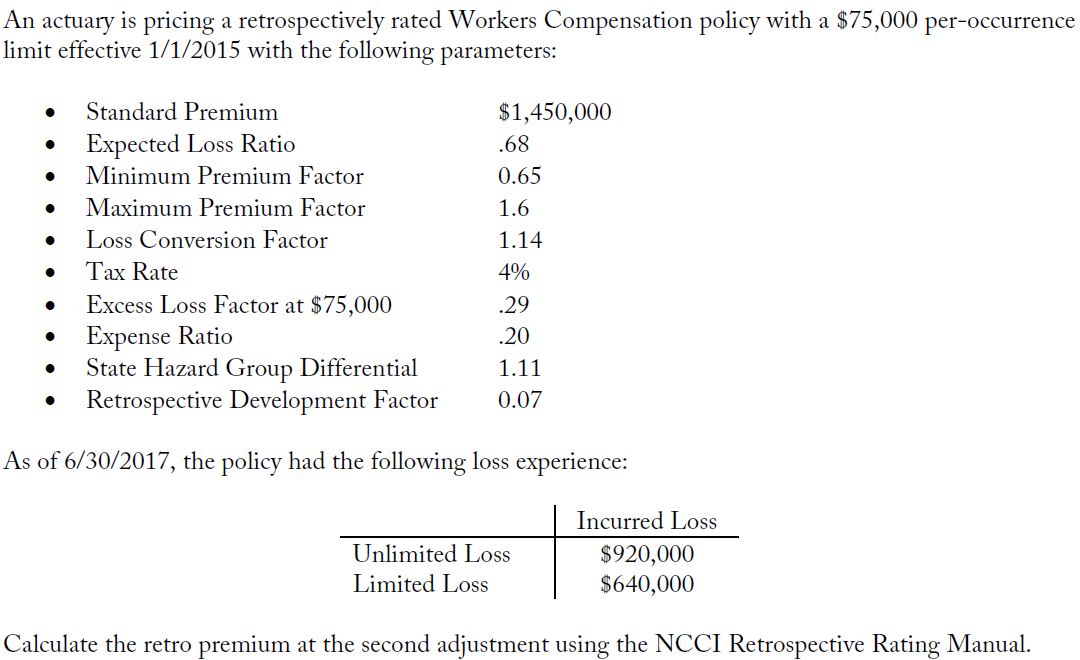 An actuary is pricing a retrospectively rated Workers Compensation policy with a $75,000 per-occurrence
limit effective 1/1/2015 with the following parameters:
• Standard Premium $1,450,000
• Expected Loss Ratio .68
• Minimum Premium Factor 0.65
• Maximum Premium Factor 1.6
• Loss Conversion Factor 1.14
• Tax Rate 4%
• Excess Loss Factor at $75,000 .29
• Expense Ratio .20
• State Hazard Group Differential 1.11
• Retrospective Development Factor 0.07
As of 6/30/2017, the policy had the following loss experience:
Incurred Loss
Unlimited Loss $920,000
Limited Loss $640,000
Calculate the retro premium at the second adjustment using the NCCI Retrospective Rating Manual.